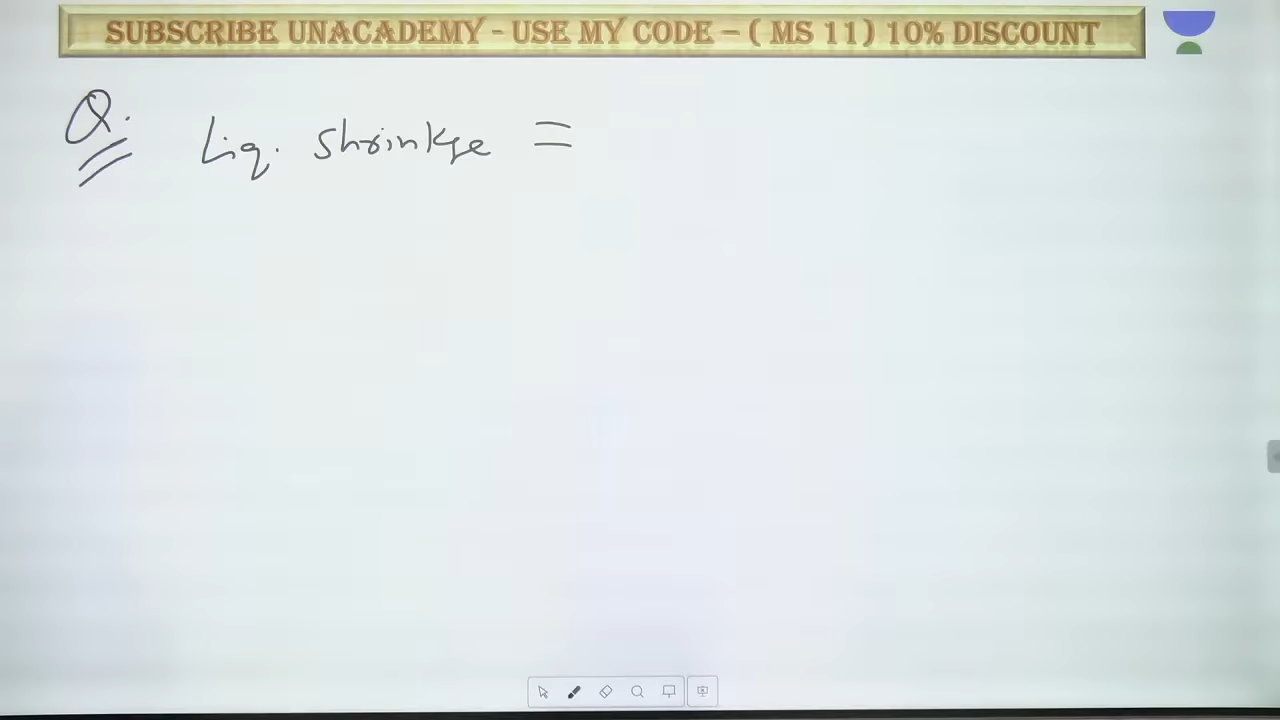 SUBSCRIBE UNACADEMY - USE MY CODE – ( MS 11) 10% DISCOUNT
Q. Liq. shrinkge =